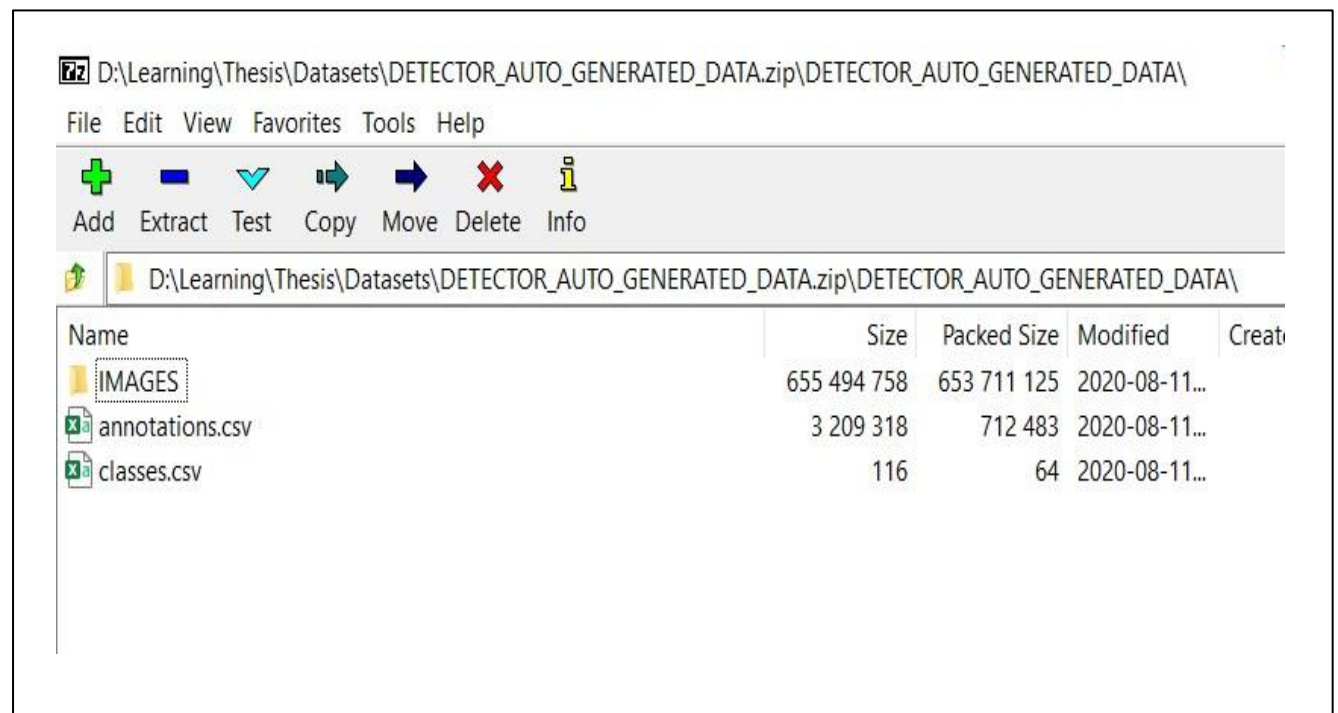 D:\Learning\Thesis\Datasets\DETECTOR_AUTO_GENERATED_DATA.zip\DETECTOR_AUTO_GENERATED_DATA\
File Edit View Favorites Tools Help
Add Extract Test Copy Move Delete Info
D:\Learning\Thesis\Datasets\DETECTOR_AUTO_GENERATED_DATA.zip\DETECTOR_AUTO_GENERATED_DATA\
Name Size Packed Size Modified Create
IMAGES 655 494 758 653 711 125 2020-08-11...
annotations.csv 3 209 318 712 483 2020-08-11...
classes.csv 116 64 2020-08-11...